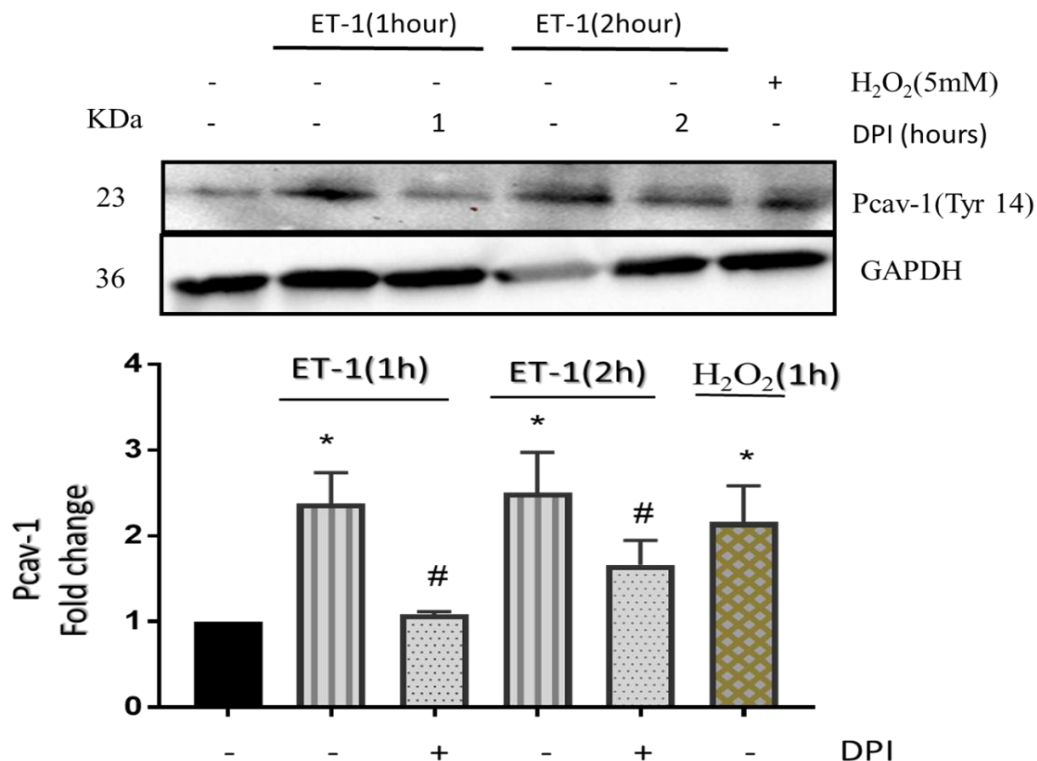 ET-1(1hour) ET-1(2hour)
- - - - - + H₂O₂(5mM)
KDa - - 1 - 2 - DPI (hours)
23 Pcav-1(Tyr 14)
36 GAPDH
ET-1(1h) ET-1(2h) H₂O₂(1h)
4
3
2
1
0
* # * # *
Pcav-1
Fold change
- - + - + - DPI